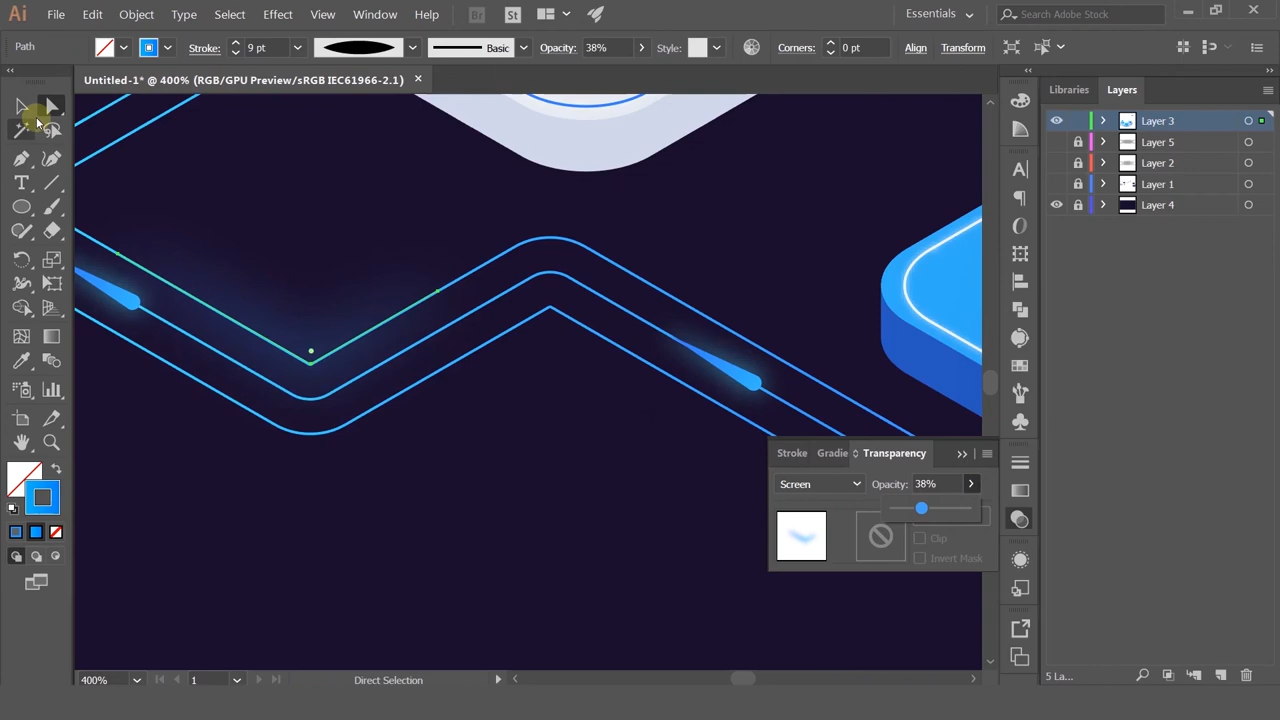 Ai File Edit Object Type Select Effect View Window Help Br St Essentials Search Adobe Stock
Path Stroke: 9 pt Basic Opacity: 38% Style: Corners: 0 pt Align Transform
Untitled-1* @ 400% (RGB/GPU Preview/sRGB IEC61966-2.1)
Libraries Layers
Layer 3
Layer 5
Layer 2
Layer 1
Layer 4
Stroke Gradie Transparency
Screen Opacity: 38%
Clip
Invert Mask
400% 1 Direct Selection 5 La...